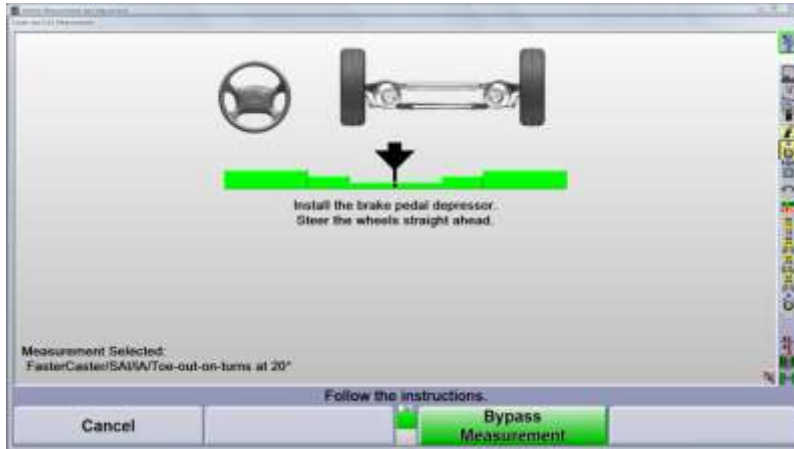 Install the brake pedal depressor.
Steer the wheels straight ahead.
Measurement Selected:
FasterCaster/SAI/IA/Toe-out-on-turns at 20°
Follow the instructions.
Cancel
Bypass
Measurement